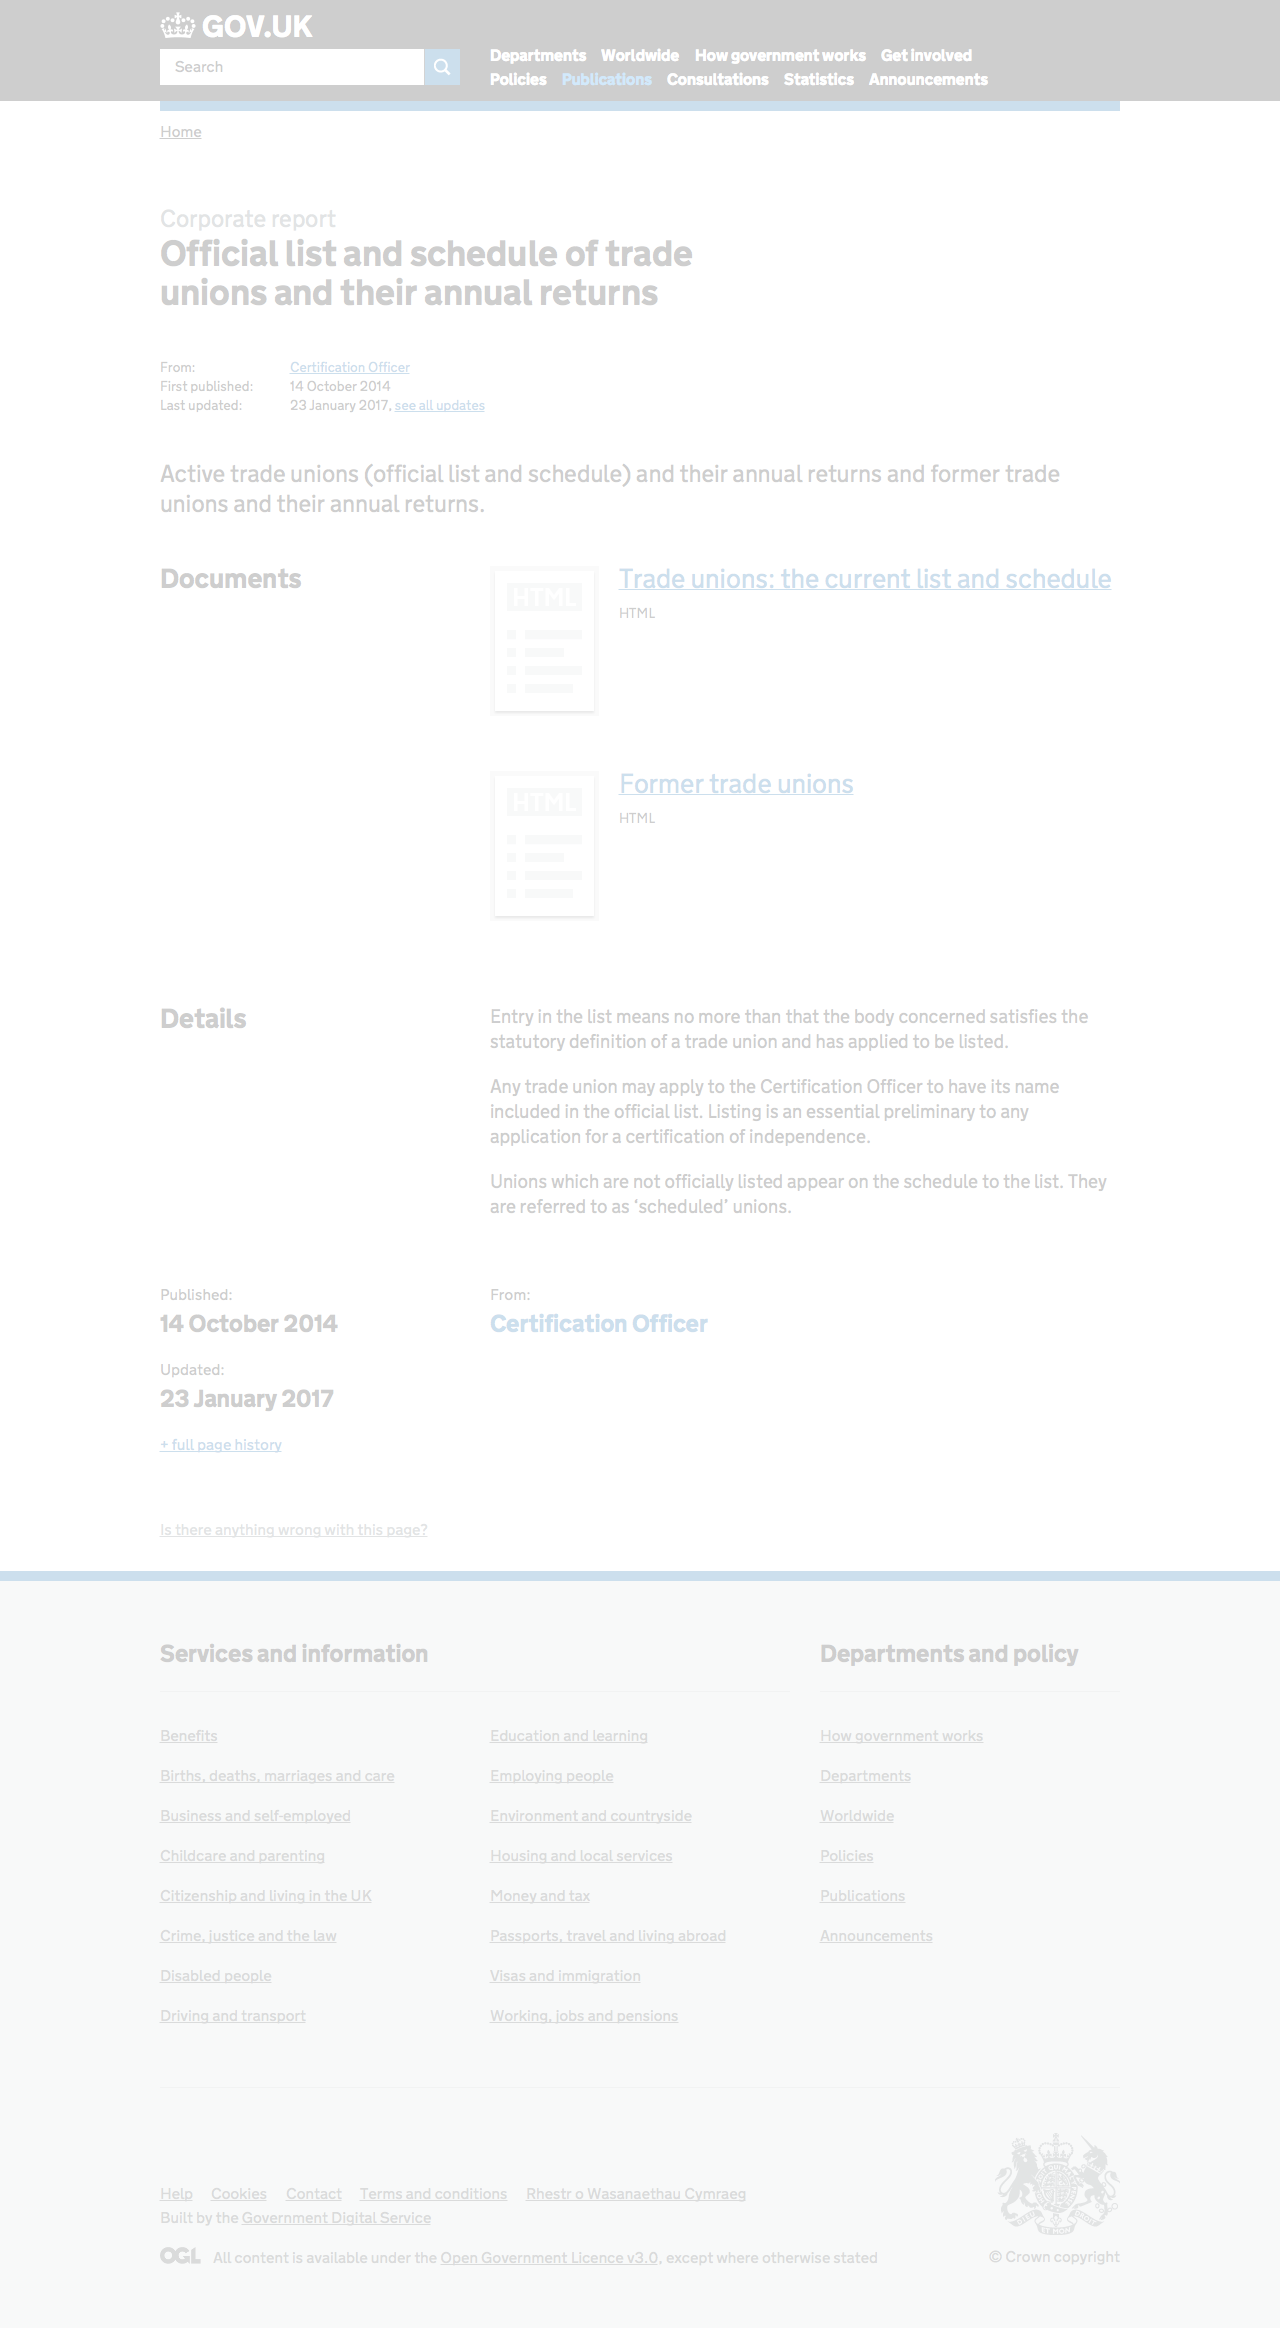 GOV.UK
Search
Departments Worldwide How government works Get involved
Policies Publications Consultations Statistics Announcements
Home
Corporate report
Official list and schedule of trade
unions and their annual returns
From: Certification Officer
First published: 14 October 2014
Last updated: 23 January 2017, see all updates
Active trade unions (official list and schedule) and their annual returns and former trade
unions and their annual returns.
Documents
HTML
Trade unions: the current list and schedule
HTML
HTML
Former trade unions
HTML
Details
Entry in the list means no more than that the body concerned satisfies the
statutory definition of a trade union and has applied to be listed.
Any trade union may apply to the Certification Officer to have its name
included in the official list. Listing is an essential preliminary to any
application for a certification of independence.
Unions which are not officially listed appear on the schedule to the list. They
are referred to as ‘scheduled’ unions.
Published:
14 October 2014
From:
Certification Officer
Updated:
23 January 2017
+ full page history
Is there anything wrong with this page?
Services and information
Benefits
Births, deaths, marriages and care
Business and self-employed
Childcare and parenting
Citizenship and living in the UK
Crime, justice and the law
Disabled people
Driving and transport
Education and learning
Employing people
Environment and countryside
Housing and local services
Money and tax
Passports, travel and living abroad
Visas and immigration
Working, jobs and pensions
Departments and policy
How government works
Departments
Worldwide
Policies
Publications
Announcements
Help Cookies Contact Terms and conditions Rhestr o Wasanaethau Cymraeg
Built by the Government Digital Service
OGL All content is available under the Open Government Licence v3.0, except where otherwise stated
© Crown copyright